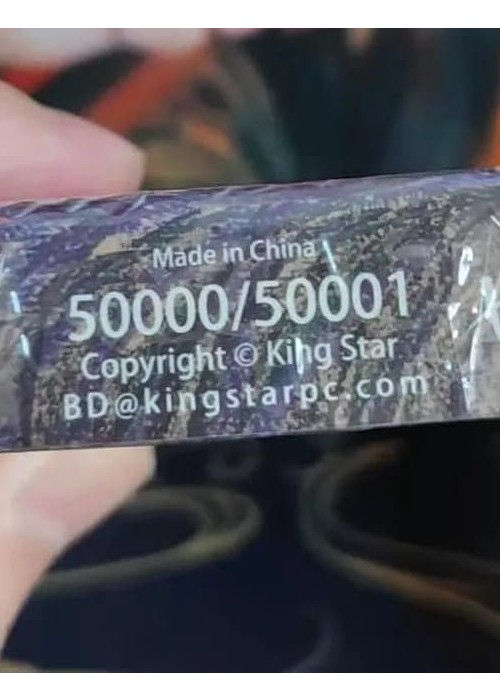 Made in China
50000/50001
Copyright © King Star
BD@kingstarpc.com